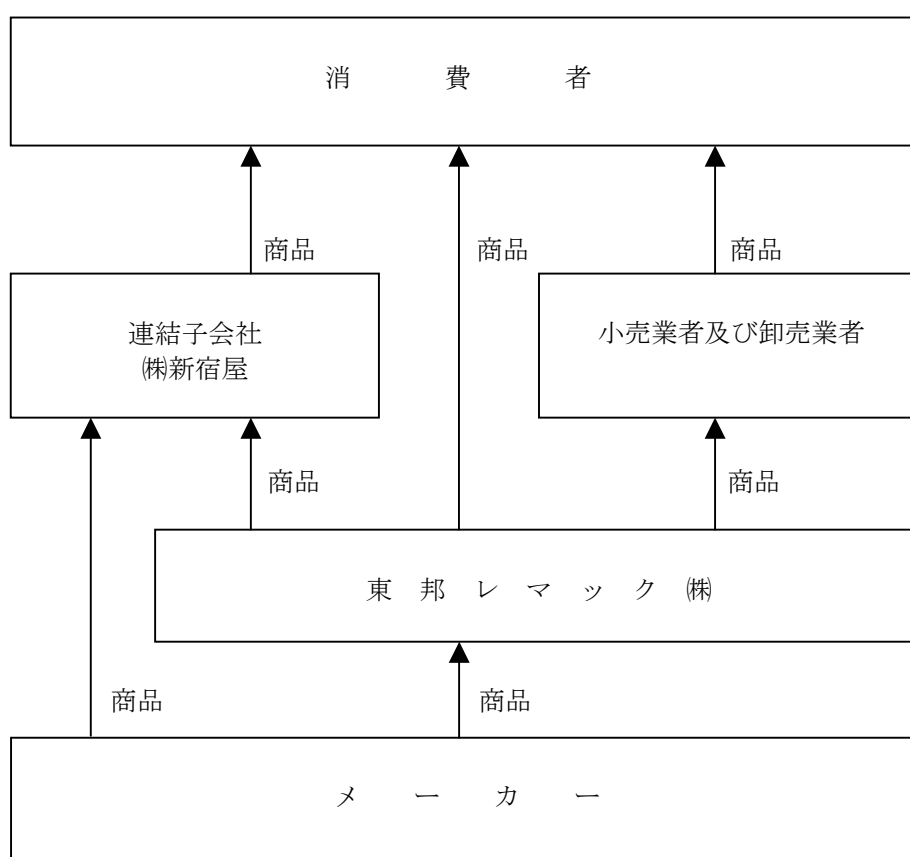 消費者
商品
商品
商品
連結子会社
㈱新宿屋
小売業者及び卸売業者
商品
商品
東邦レマック㈱
商品
商品
メーカー